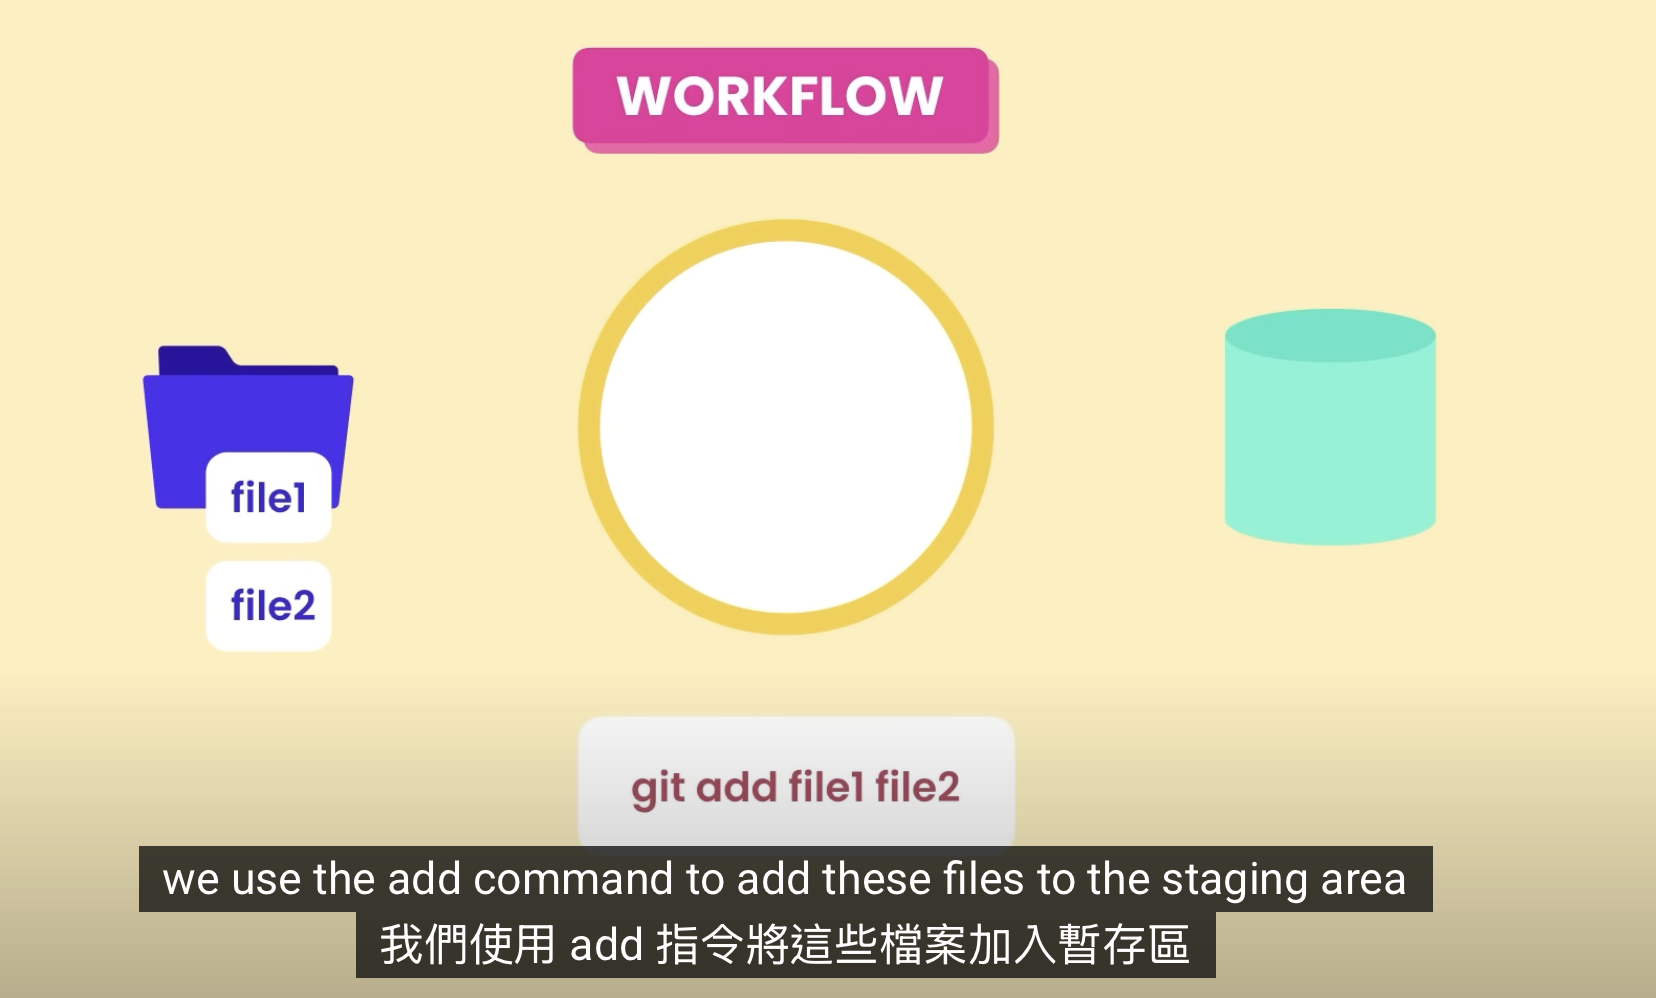 WORKFLOW
file1
file2
git add file1 file2
we use the add command to add these files to the staging area
我們使用 add 指令將這些檔案加入暫存區